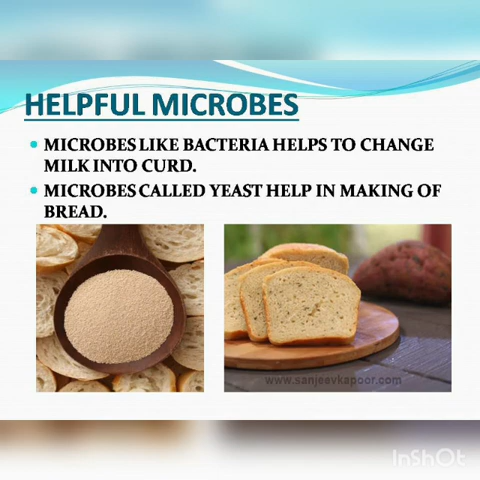 HELPFUL MICROBES
MICROBES LIKE BACTERIA HELPS TO CHANGE
MILK INTO CURD.
MICROBES CALLED YEAST HELP IN MAKING OF
BREAD.
www.sanjeevkapoor.com
InShOt